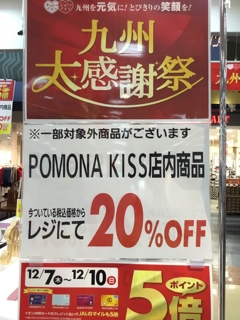 九州を元気に!とびきりの笑顔を!
九州
大感謝祭
※一部対象外商品がございます
POMONA KISS店内商品
今ついている税込価格から
レジにて
20%OFF
12/7木〜12/10日
ポイント
5倍
JALのマイルも5倍